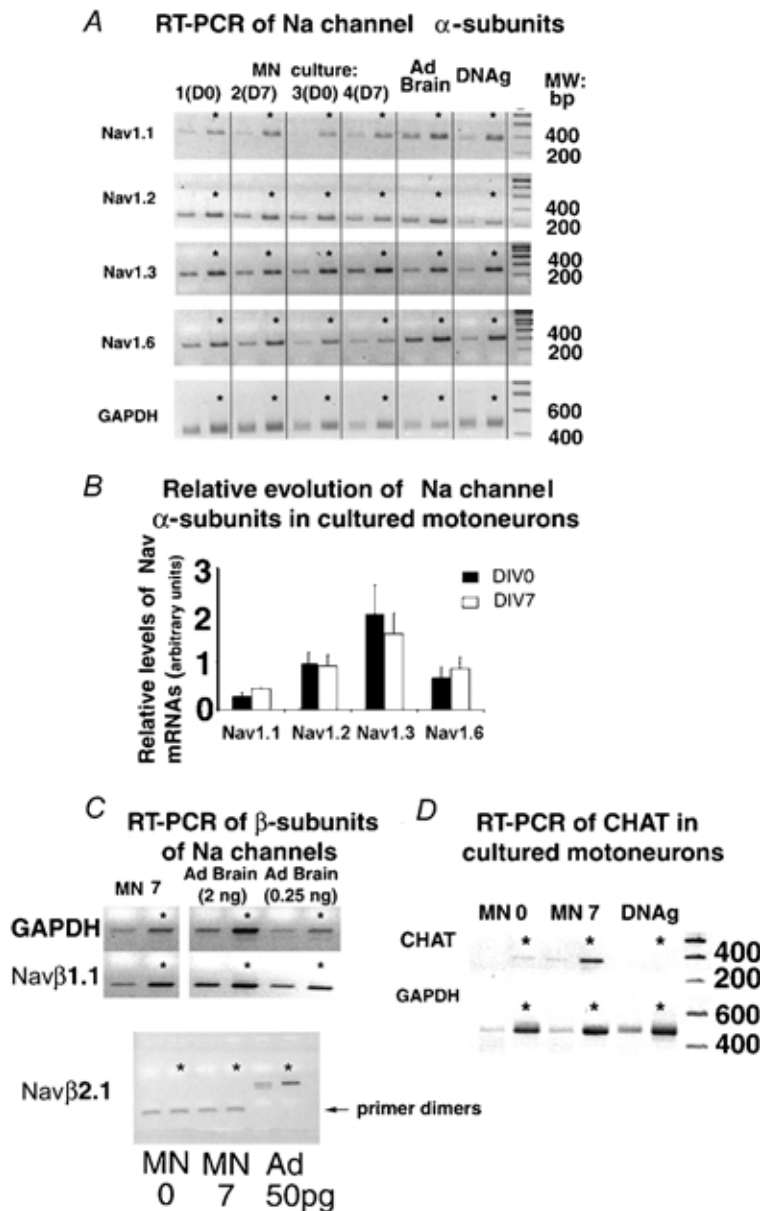 A RT-PCR of Na channel α-subunits
MN culture: Ad Brain DNAg MW: bp
1(D0) 2(D7) 3(D0) 4(D7)
* * * * * *
Nav1.1 400
200
* * * * * *
Nav1.2 400
200
* * * * * *
Nav1.3 400
200
* * * * * *
Nav1.6 400
200
* * * * * *
GAPDH 600
400
B Relative evolution of Na channel
α-subunits in cultured motoneurons
Relative levels of Nav
mRNAs (arbitrary units)
3
2
1
0
DIV0
DIV7
Nav1.1 Nav1.2 Nav1.3 Nav1.6
C RT-PCR of β-subunits
of Na channels
MN 7 Ad Brain (2 ng) Ad Brain (0.25 ng)
* * *
GAPDH
* * *
Navβ1.1
* * *
Navβ2.1
← primer dimers
MN 0 MN 7 Ad 50pg
D RT-PCR of CHAT in
cultured motoneurons
MN 0 MN 7 DNAg
CHAT * * * 400
200
GAPDH * * * 600
400